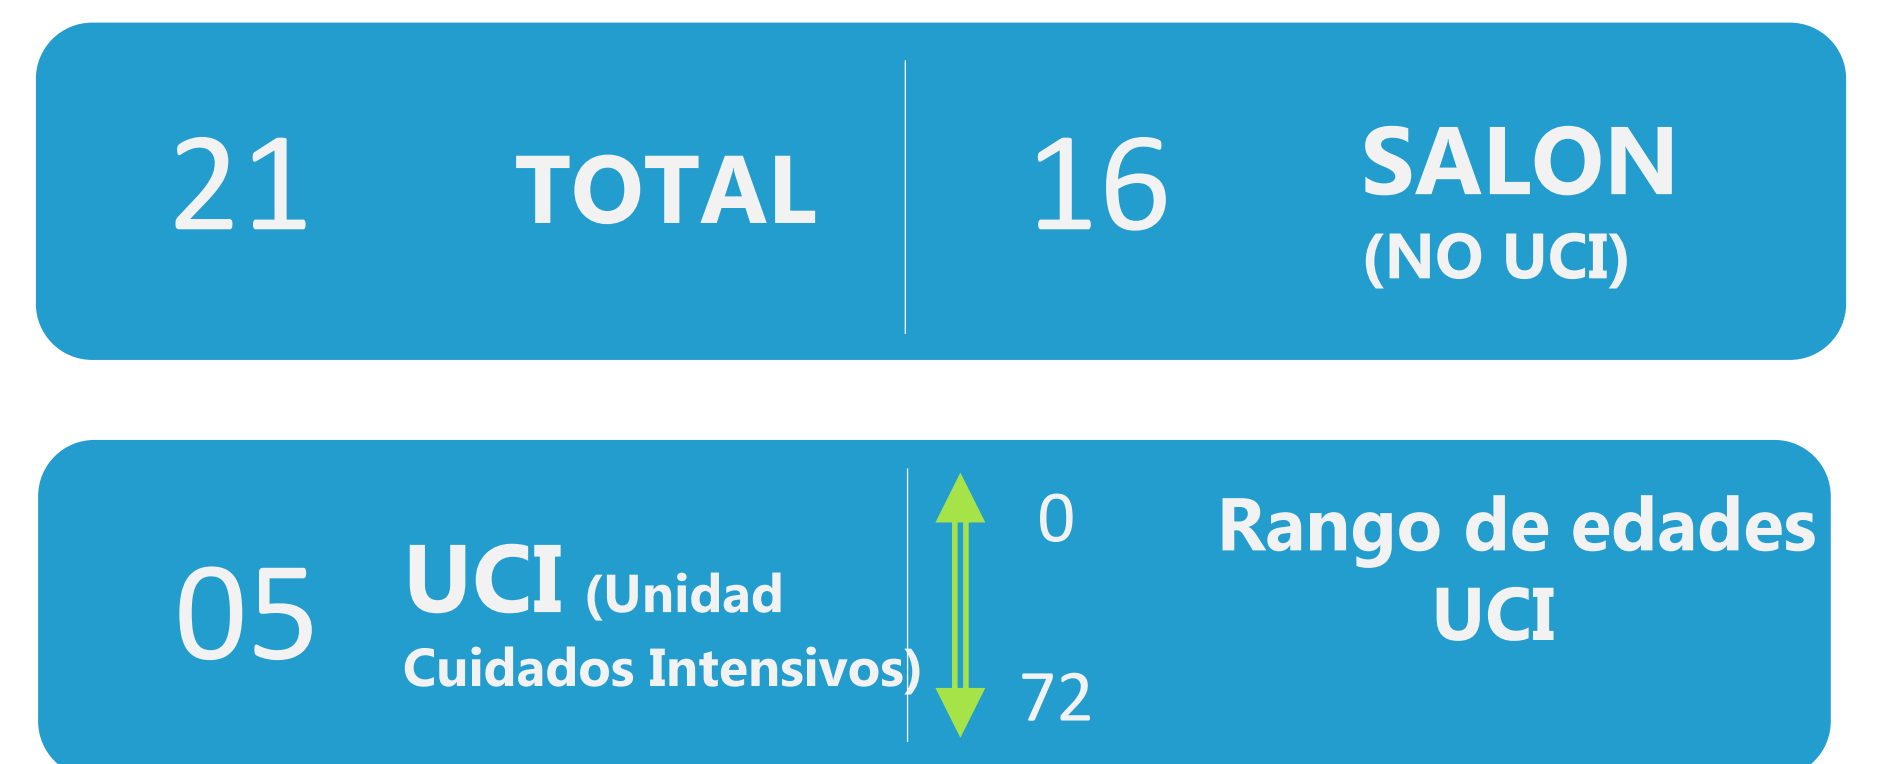 21
TOTAL
16
SALON
(NO UCI)
05
UCI (Unidad
Cuidados Intensivos)
0
72
Rango de edades
UCI